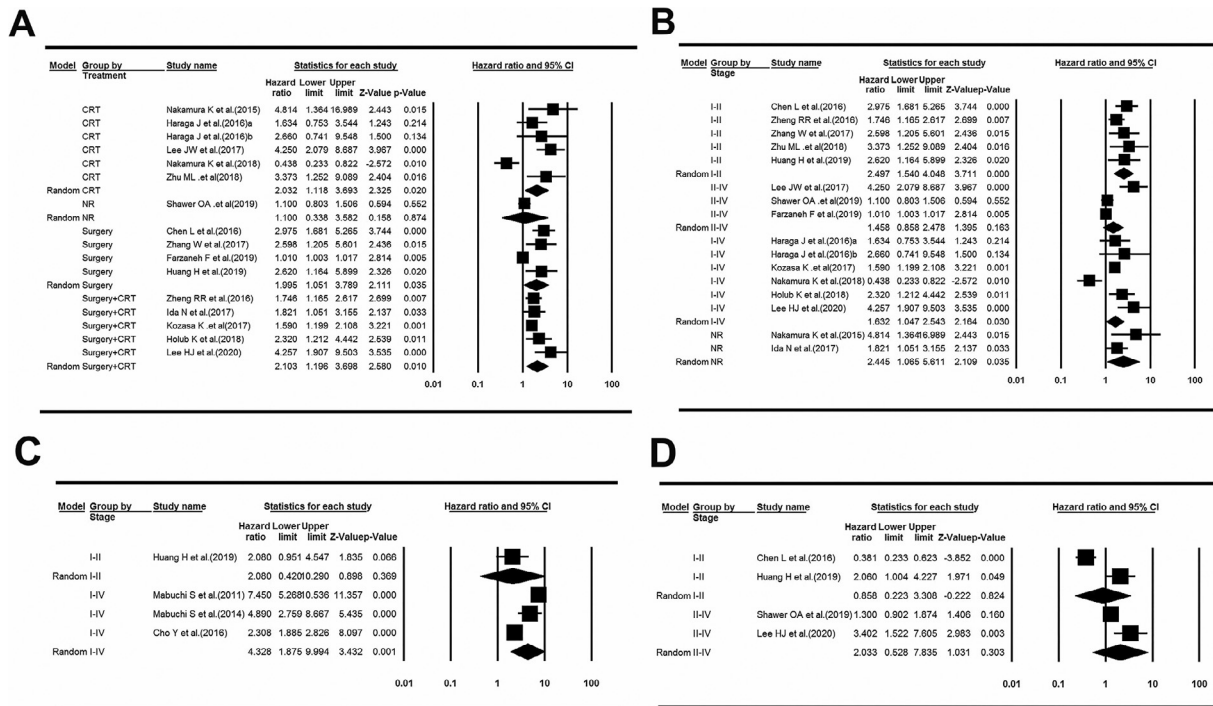 A
Model Group by Study name Statistics for each study Hazard ratio and 95% CI
Treatment
Hazard Lower Upper
ratio limit limit Z-Value p-Value
CRT Nakamura K et al.(2015) 4.814 1.364 16.989 2.443 0.015
CRT Haraga J et al.(2016)a 1.634 0.753 3.544 1.243 0.214
CRT Haraga J et al.(2016)b 2.660 0.741 9.548 1.500 0.134
CRT Lee JW et al.(2017) 4.250 2.079 8.687 3.967 0.000
CRT Nakamura K et al.(2018) 0.438 0.233 0.822 -2.572 0.010
CRT Zhu ML .et al(2018) 3.373 1.252 9.089 2.404 0.016
Random CRT 2.032 1.118 3.693 2.325 0.020
NR Shawer OA .et al(2019) 1.100 0.803 1.506 0.594 0.552
Random NR 1.100 0.338 3.582 0.158 0.874
Surgery Chen L et al.(2016) 2.975 1.681 5.265 3.744 0.000
Surgery Zhang W et al.(2017) 2.598 1.205 5.601 2.436 0.015
Surgery Farzaneh F et al.(2019) 1.010 1.003 1.017 2.814 0.005
Surgery Huang H et al.(2019) 2.620 1.164 5.899 2.326 0.020
Random Surgery 1.995 1.051 3.789 2.111 0.035
Surgery+CRT Zheng RR et al.(2016) 1.746 1.165 2.617 2.699 0.007
Surgery+CRT Ida N et al.(2017) 1.821 1.051 3.155 2.137 0.033
Surgery+CRT Kozasa K .et al(2017) 1.590 1.199 2.108 3.221 0.001
Surgery+CRT Holub K et al.(2018) 2.320 1.212 4.442 2.539 0.011
Surgery+CRT Lee HJ et al.(2020) 4.257 1.907 9.503 3.535 0.000
Random Surgery+CRT 2.103 1.196 3.698 2.580 0.010
0.01 0.1 1 10 100
B
Model Group by Study name Statistics for each study Hazard ratio and 95% CI
Stage
Hazard Lower Upper
ratio limit limit Z-Valuep-Value
I-II Chen L et al.(2016) 2.975 1.681 5.265 3.744 0.000
I-II Zheng RR et al.(2016) 1.746 1.165 2.617 2.699 0.007
I-II Zhang W et al.(2017) 2.598 1.205 5.601 2.436 0.015
I-II Zhu ML .et al(2018) 3.373 1.252 9.089 2.404 0.016
I-II Huang H et al.(2019) 2.620 1.164 5.899 2.326 0.020
Random I-II 2.497 1.540 4.048 3.711 0.000
II-IV Lee JW et al.(2017) 4.250 2.079 8.687 3.967 0.000
II-IV Shawer OA .et al(2019) 1.100 0.803 1.506 0.594 0.552
II-IV Farzaneh F et al.(2019) 1.010 1.003 1.017 2.814 0.005
Random II-IV 1.458 0.858 2.478 1.395 0.163
I-IV Haraga J et al.(2016)a 1.634 0.753 3.544 1.243 0.214
I-IV Haraga J et al.(2016)b 2.660 0.741 9.548 1.500 0.134
I-IV Kozasa K .et al(2017) 1.590 1.199 2.108 3.221 0.001
I-IV Nakamura K et al.(2018) 0.438 0.233 0.822 -2.572 0.010
I-IV Holub K et al.(2018) 2.320 1.212 4.442 2.539 0.011
I-IV Lee HJ et al.(2020) 4.257 1.907 9.503 3.535 0.000
Random I-IV 1.632 1.047 2.543 2.164 0.030
NR Nakamura K et al.(2015) 4.814 1.36416.989 2.443 0.015
NR Ida N et al.(2017) 1.821 1.051 3.155 2.137 0.033
Random NR 2.445 1.065 5.611 2.109 0.035
0.01 0.1 1 10 100
C
Model Group by Study name Statistics for each study Hazard ratio and 95% CI
Stage
Hazard Lower Upper
ratio limit limit Z-Valuep-Value
I-II Huang H et al.(2019) 2.080 0.951 4.547 1.835 0.066
Random I-II 2.080 0.42010.290 0.898 0.369
I-IV Mabuchi S et al.(2011) 7.450 5.26810.536 11.357 0.000
I-IV Mabuchi S et al.(2014) 4.890 2.759 8.667 5.435 0.000
I-IV Cho Y et al.(2016) 2.308 1.885 2.826 8.097 0.000
Random I-IV 4.328 1.875 9.994 3.432 0.001
0.01 0.1 1 10 100
D
Model Group by Study name Statistics for each study Hazard ratio and 95% CI
Stage
Hazard Lower Upper
ratio limit limit Z-Valuep-Value
I-II Chen L et al.(2016) 0.381 0.233 0.623 -3.852 0.000
I-II Huang H et al.(2019) 2.060 1.004 4.227 1.971 0.049
Random I-II 0.858 0.223 3.308 -0.222 0.824
II-IV Shawer OA et al.(2019) 1.300 0.902 1.874 1.406 0.160
II-IV Lee HJ et al.(2020) 3.402 1.522 7.605 2.983 0.003
Random II-IV 2.033 0.528 7.835 1.031 0.303
0.01 0.1 1 10 100